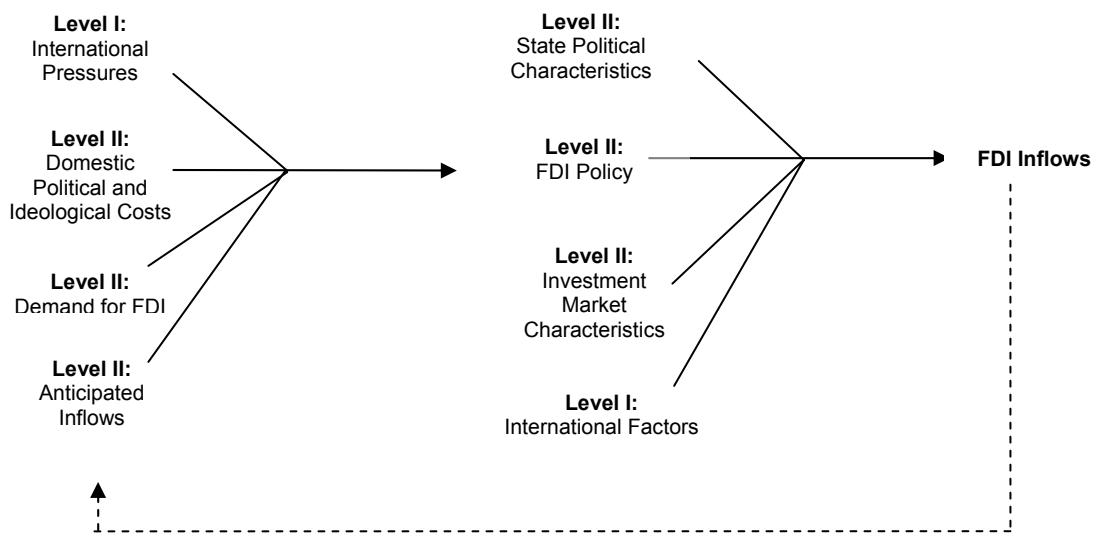 Level I:
International
Pressures
Level II:
Domestic
Political and
Ideological Costs
Level II:
Demand for FDI
Level II:
Anticipated
Inflows
Level II:
State Political
Characteristics
Level II:
FDI Policy
Level II:
Investment
Market
Characteristics
Level I:
International Factors
FDI Inflows